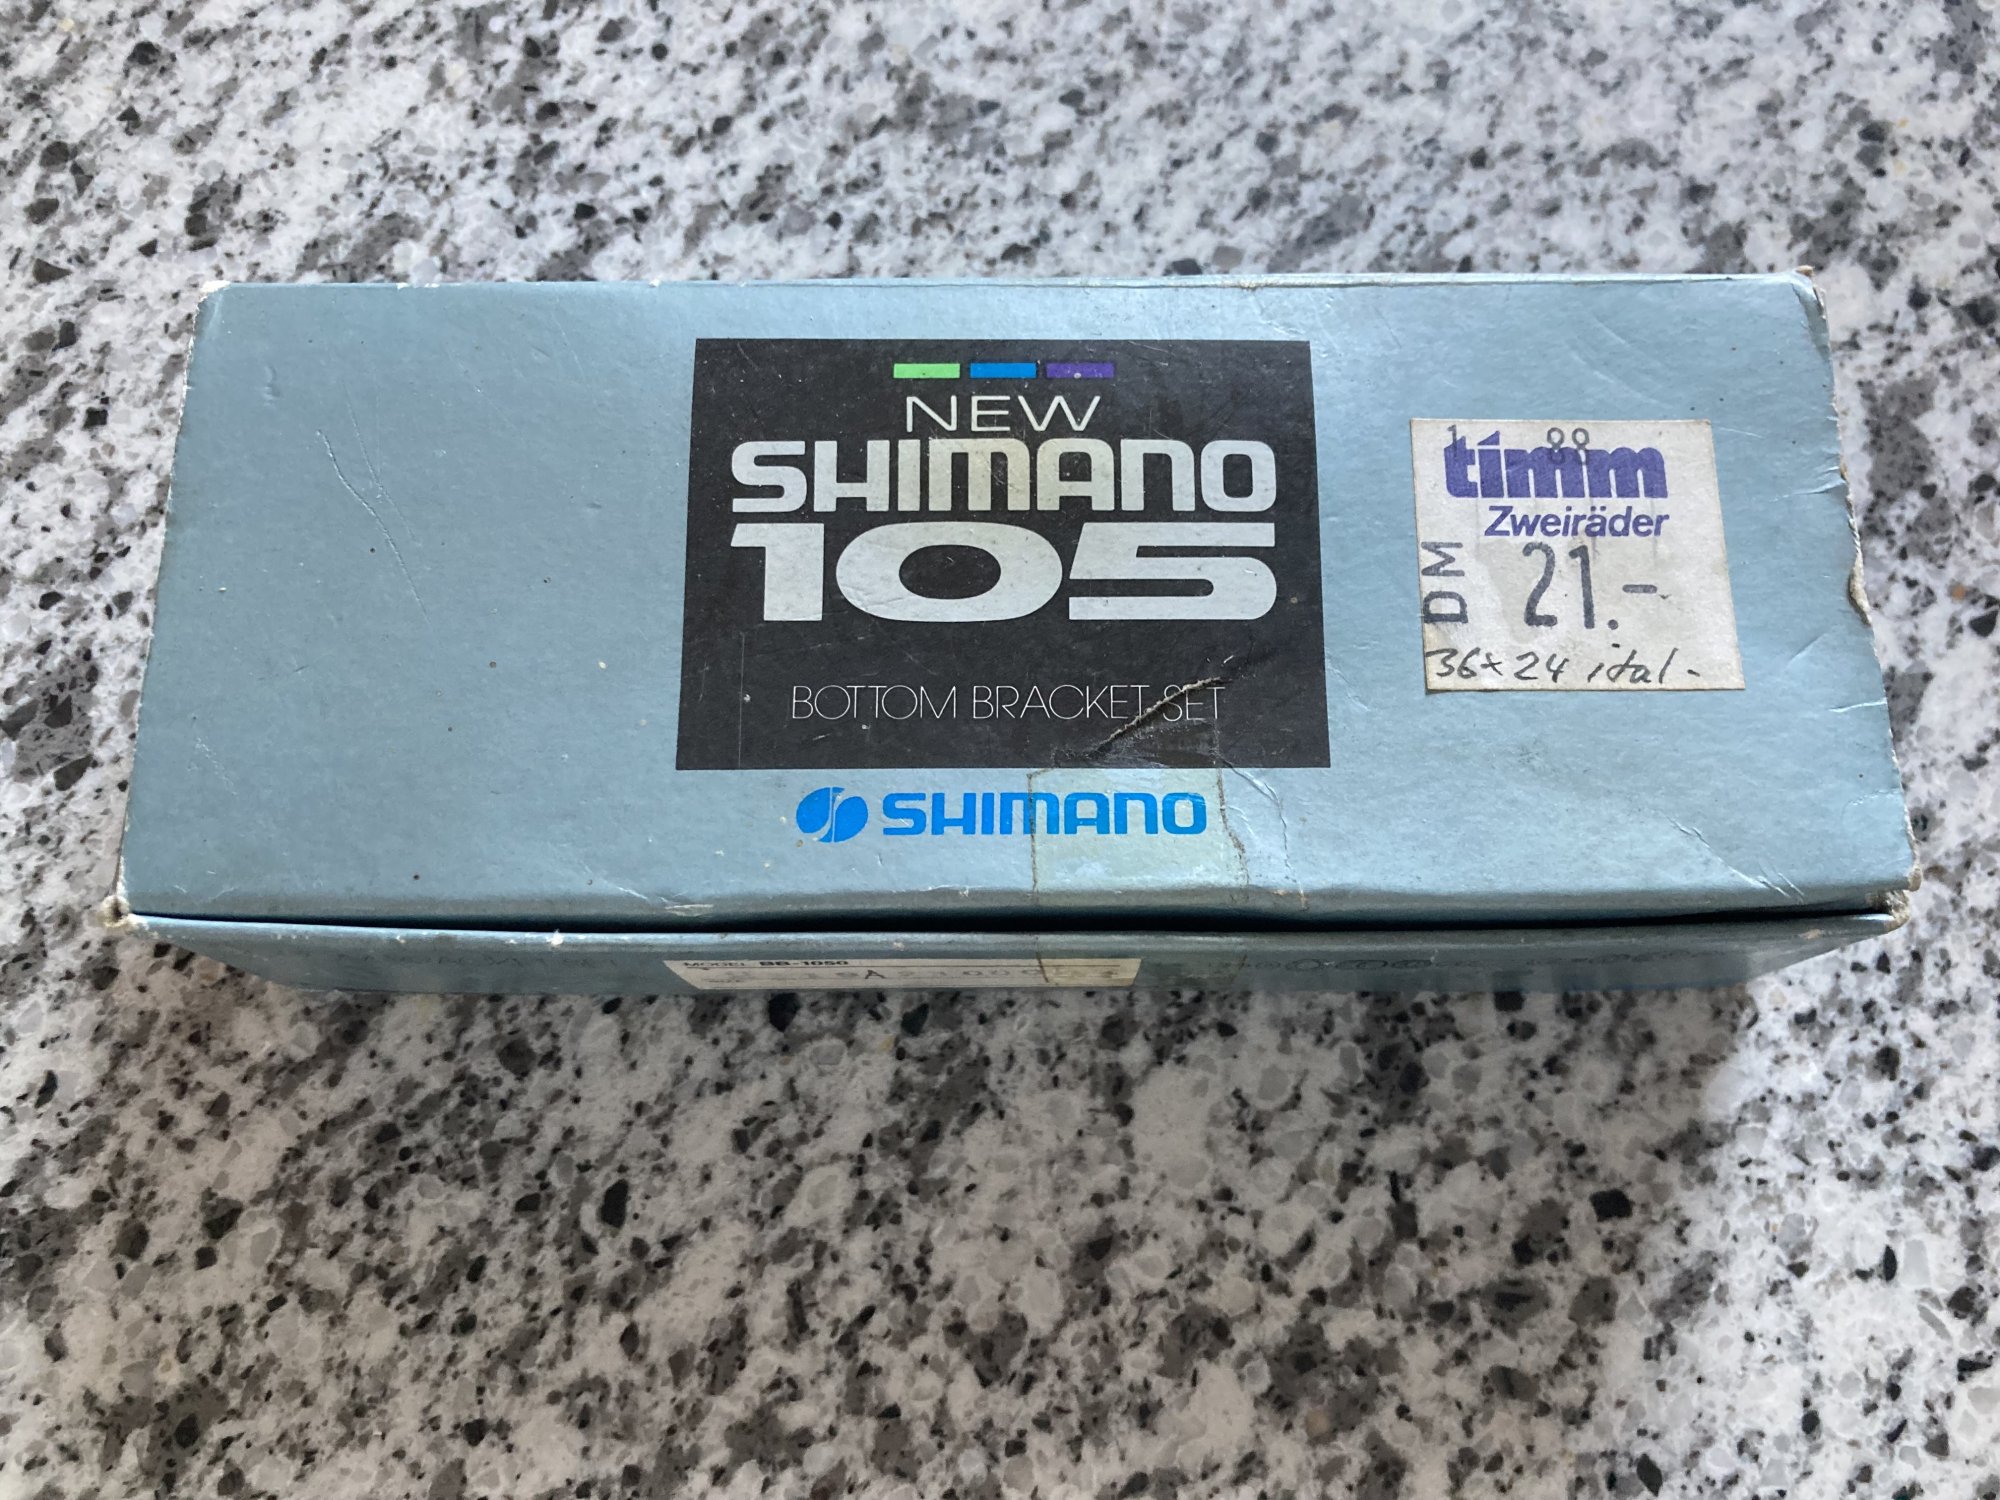 NEW
SHIMANO
105
BOTTOM BRACKET SET
SHIMANO
1 88
timm
Zweiräder
DM 21.-
36x24 ital-
MODEL BB-1050